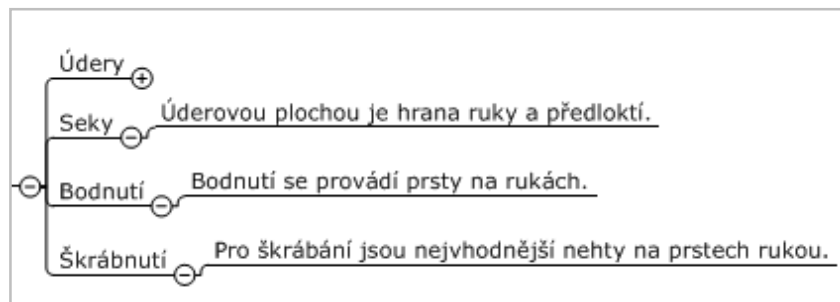 Údery
Seky
Úderovou plochou je hrana ruky a předloktí.
Bodnutí
Bodnutí se provádí prsty na rukách.
Škrábnutí
Pro škrábání jsou nejvhodnější nehty na prstech rukou.